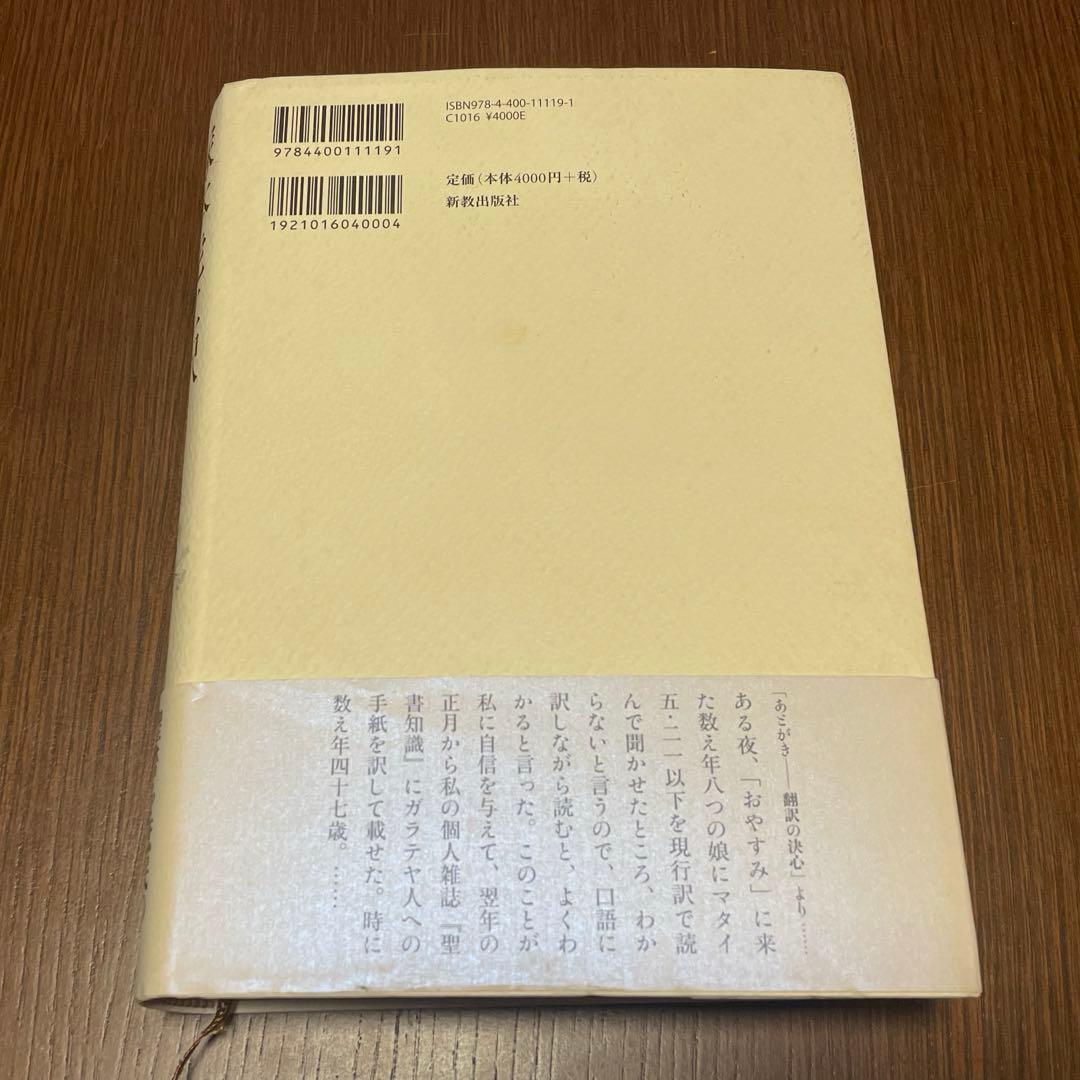 ISBN978-4-400-11119-1
C1016 ¥4000E
9784400111191
定価(本体4000円+税)
新教出版社
1921016040004
「あとがき――翻訳の決心」より……
ある夜、「おやすみ」に来
た数え年八つの娘にマタイ
五・二一以下を現行訳で読
んで聞かせたところ、わか
らないと言うので、口語に
訳しながら読むと、よくわ
かると言った。このことが
私に自信を与えて、翌年の
正月から私の個人雑誌『聖
書知識』にガラテヤ人への
手紙を訳して載せた。時に
数え年四十七歳。……